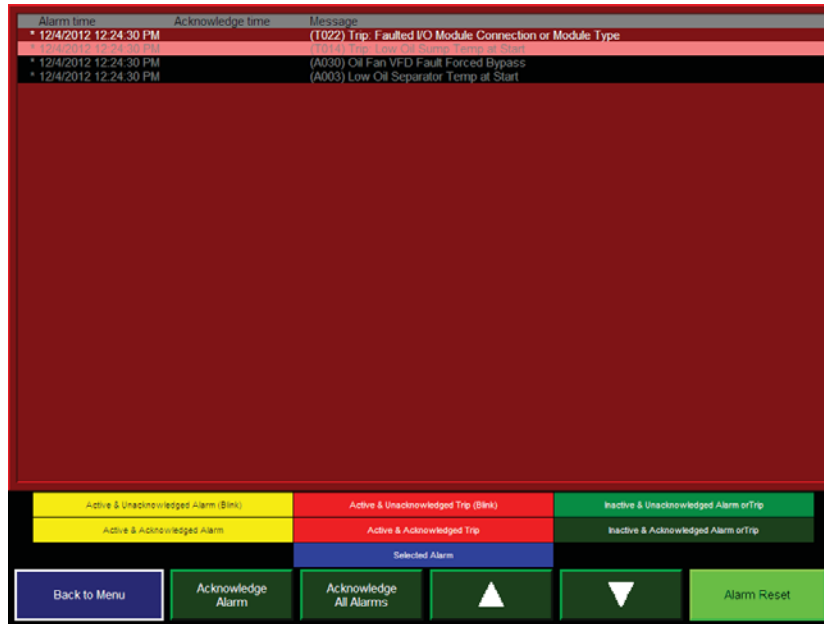 Alarm time Acknowledge time Message
* 12/4/2012 12:24:30 PM (T022) Trip: Faulted I/O Module Connection or Module Type
* 12/4/2012 12:24:30 PM (T014) Trip: Low Oil Sump Temp at Start
* 12/4/2012 12:24:30 PM (A030) Oil Fan VFD Fault Forced Bypass
* 12/4/2012 12:24:30 PM (A003) Low Oil Separator Temp at Start
Active & Unacknowledged Alarm (Blink) Active & Unacknowledged Trip (Blink) Inactive & Unacknowledged Alarm orTrip
Active & Acknowledged Alarm Active & Acknowledged Trip Inactive & Acknowledged Alarm orTrip
Selected Alarm
Back to Menu
Acknowledge
Alarm
Acknowledge
All Alarms
Alarm Reset